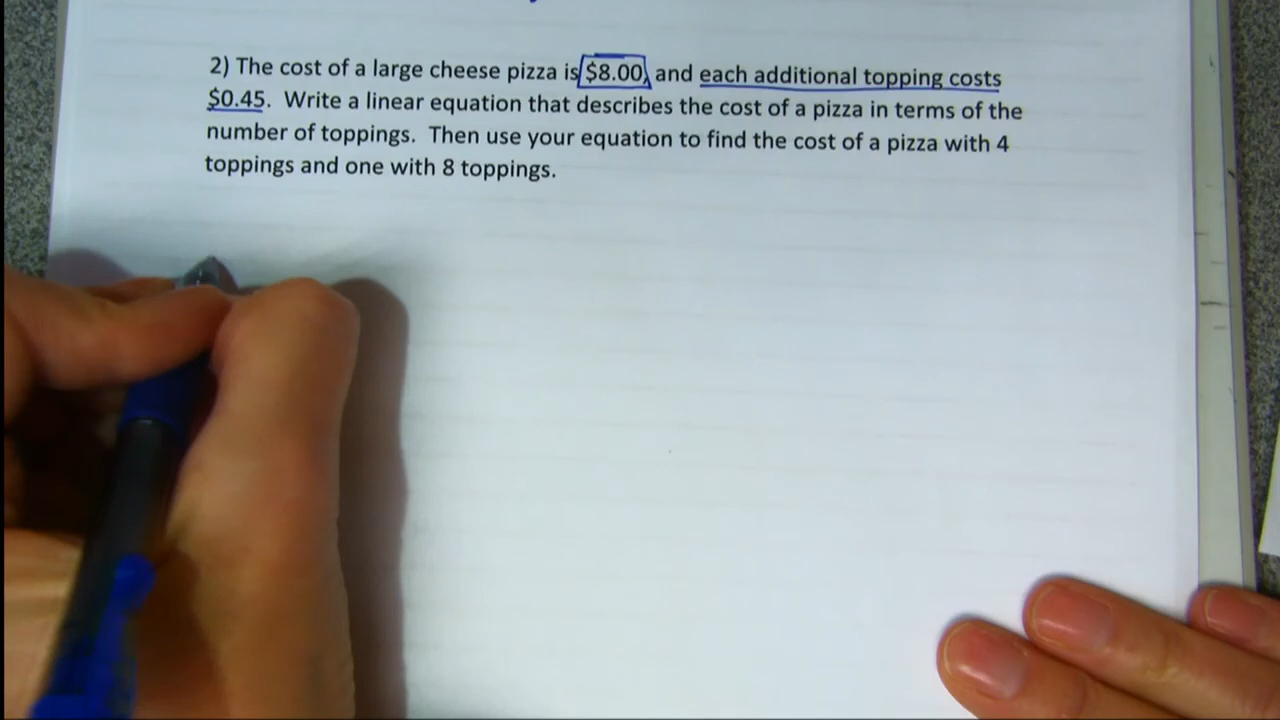 2) The cost of a large cheese pizza is $8.00, and each additional topping costs
$0.45. Write a linear equation that describes the cost of a pizza in terms of the
number of toppings. Then use your equation to find the cost of a pizza with 4
toppings and one with 8 toppings.